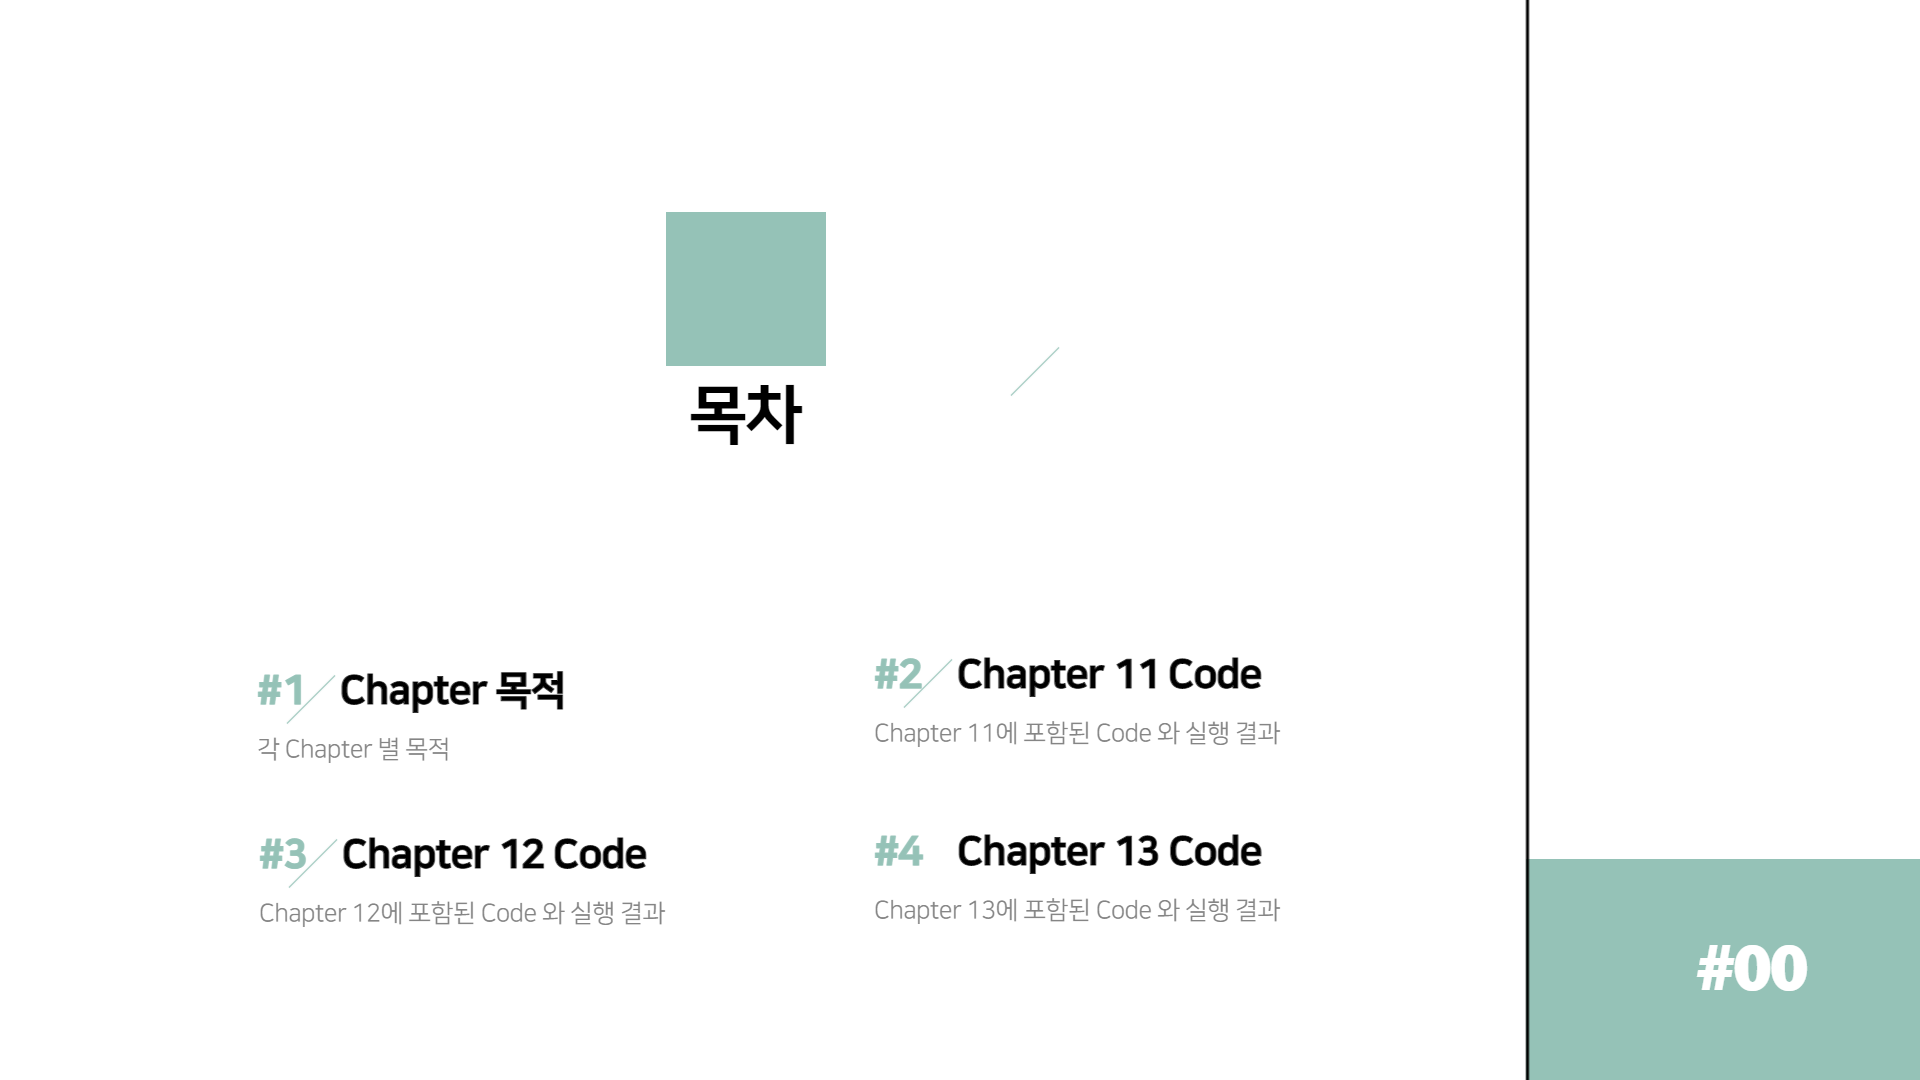 목차
#1 Chapter 목적
각 Chapter 별 목적
#2 Chapter 11 Code
Chapter 11에 포함된 Code 와 실행 결과
#3 Chapter 12 Code
Chapter 12에 포함된 Code 와 실행 결과
#4 Chapter 13 Code
Chapter 13에 포함된 Code 와 실행 결과
#00